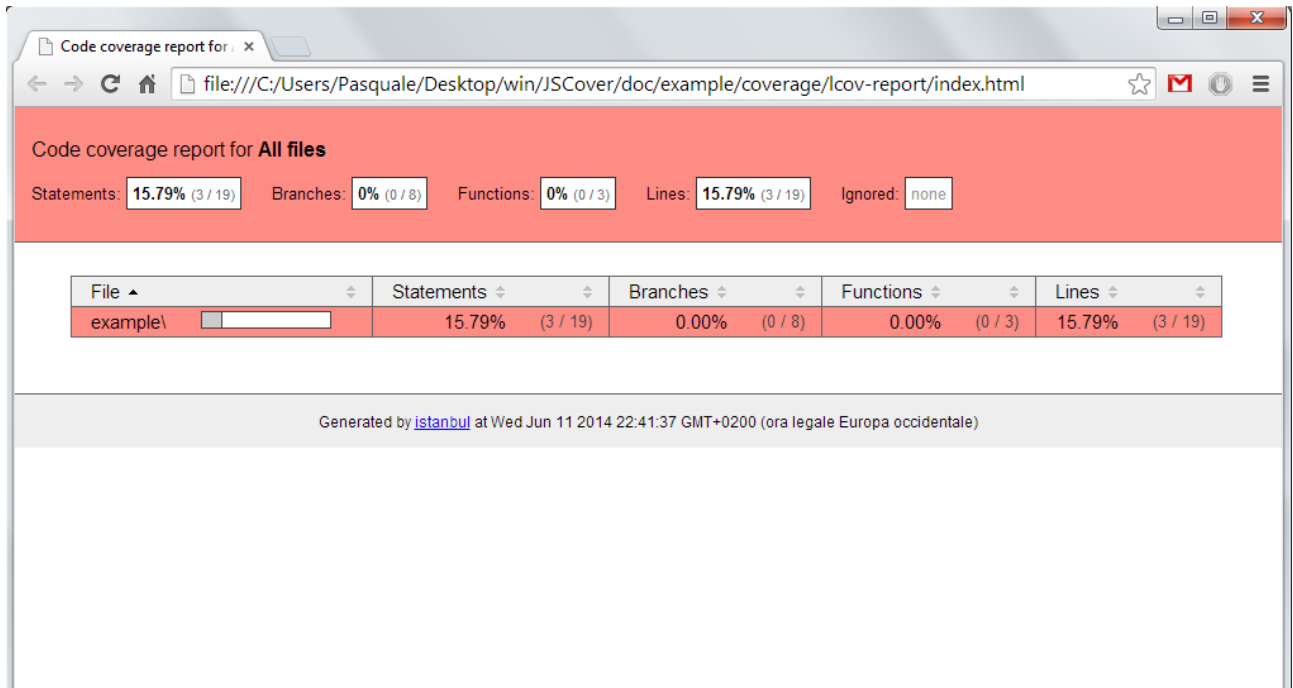 Code coverage report for
file:///C:/Users/Pasquale/Desktop/win/JSCover/doc/example/coverage/lcov-report/index.html
Code coverage report for All files
Statements: 15.79% (3 / 19) Branches: 0% (0 / 8) Functions: 0% (0 / 3) Lines: 15.79% (3 / 19) Ignored: none
File Statements Branches Functions Lines
example\ 15.79% (3 / 19) 0.00% (0 / 8) 0.00% (0 / 3) 15.79% (3 / 19)
Generated by istanbul at Wed Jun 11 2014 22:41:37 GMT+0200 (ora legale Europa occidentale)